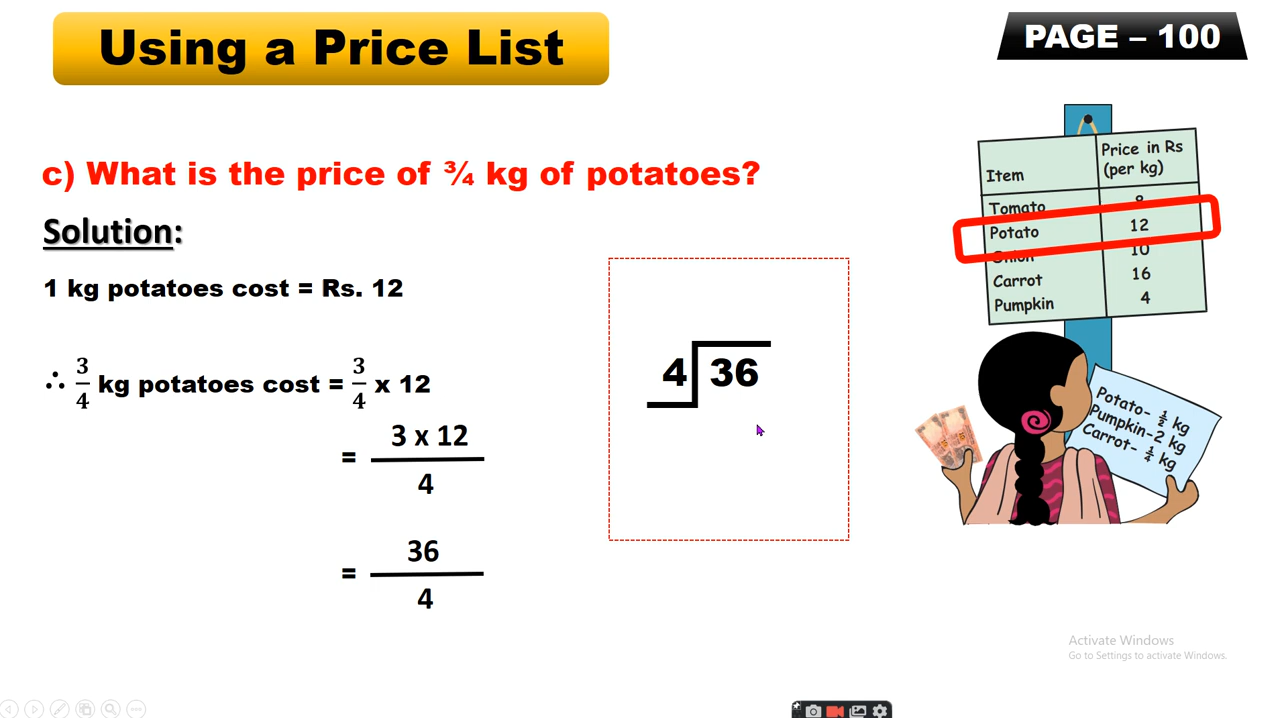 Using a Price List
PAGE – 100
c) What is the price of ¾ kg of potatoes?
Solution:
1 kg potatoes cost = Rs. 12
∴ 3/4 kg potatoes cost = 3/4 x 12
= 3 x 12 / 4
= 36 / 4
4 36
Item Price in Rs (per kg)
Tomato 8
Potato 12
Onion 10
Carrot 16
Pumpkin 4
Potato- ½ kg
Pumpkin-2 kg
Carrot- ¼ kg
Activate Windows
Go to Settings to activate Windows.